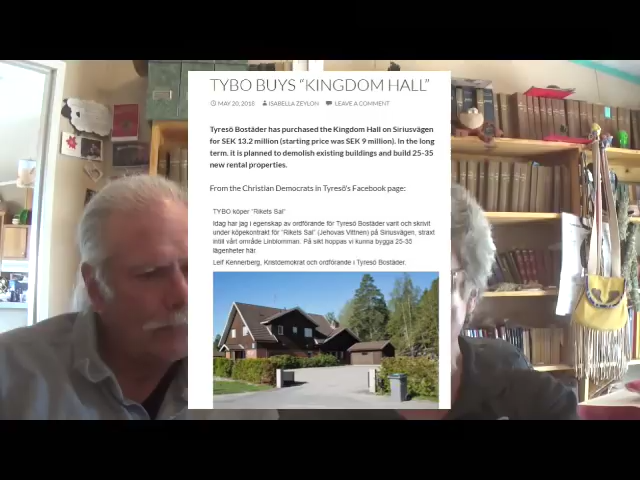 TYBO BUYS “KINGDOM HALL”
MAY 20, 2015 ISABELLA ZEYLON LEAVE A COMMENT
Tyresö Bostäder has purchased the Kingdom Hall on Siriusvägen
for SEK 13.2 million (starting price was SEK 9 million). In the long
term, it is planned to demolish existing buildings and build 25-35
new rental properties.
From the Christian Democrats in Tyresö's Facebook page:
TYBO köper "Rikets Sal"
Idag har jag i egenskap av ordförande för Tyresö Bostäder varit och skrivit
under köpekontrakt för "Rikets Sal" (Jehovas Vittnen) på Siriusvägen, straxt
intill vårt område Lindblomman. På sikt hoppas vi kunna bygga 25-35
lägenheter här.
Leif Kennerberg, Kristdemokrat och ordförande i Tyresö Bostäder.